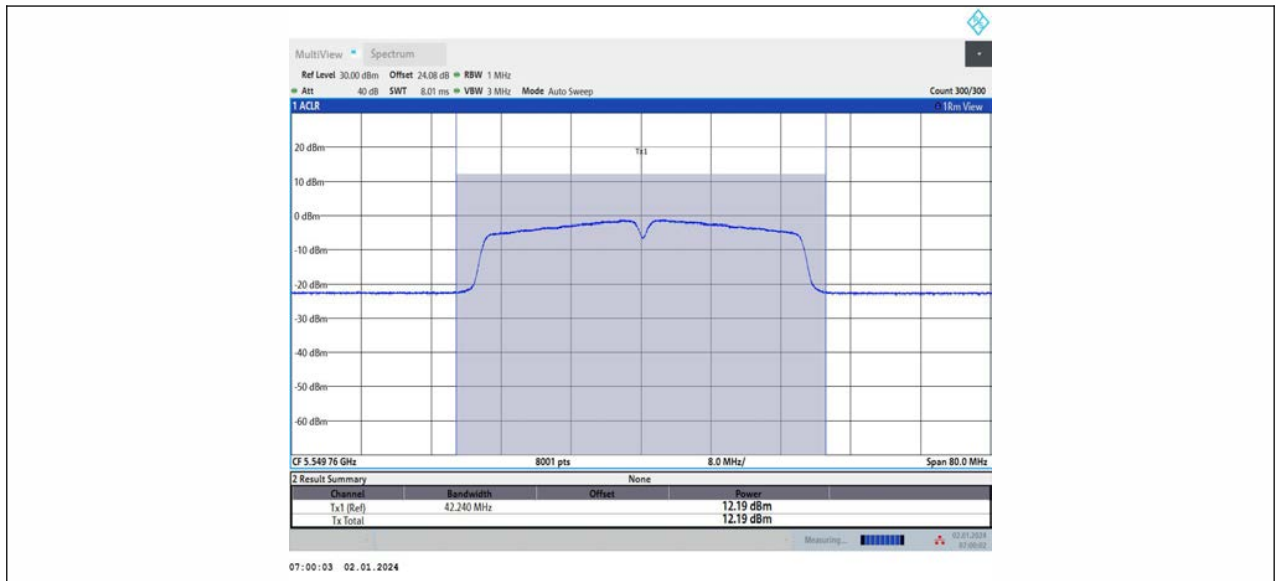 MultiView Spectrum
Ref Level 30.00 dBm Offset 24.08 dB RBW 1 MHz
Att 40 dB SWT 8.01 ms VBW 3 MHz Mode Auto Sweep Count 300/300
1 ACLR 1Rm View
Tx1
20 dBm
10 dBm
0 dBm
-10 dBm
-20 dBm
-30 dBm
-40 dBm
-50 dBm
-60 dBm
CF 5.549 76 GHz 8001 pts 8.0 MHz/ Span 80.0 MHz
2 Result Summary None
Channel Bandwidth Offset Power
Tx1 (Ref) 42.240 MHz 12.19 dBm
Tx Total 12.19 dBm
Measuring... 02.01.2024
07:00:02
07:00:03 02.01.2024